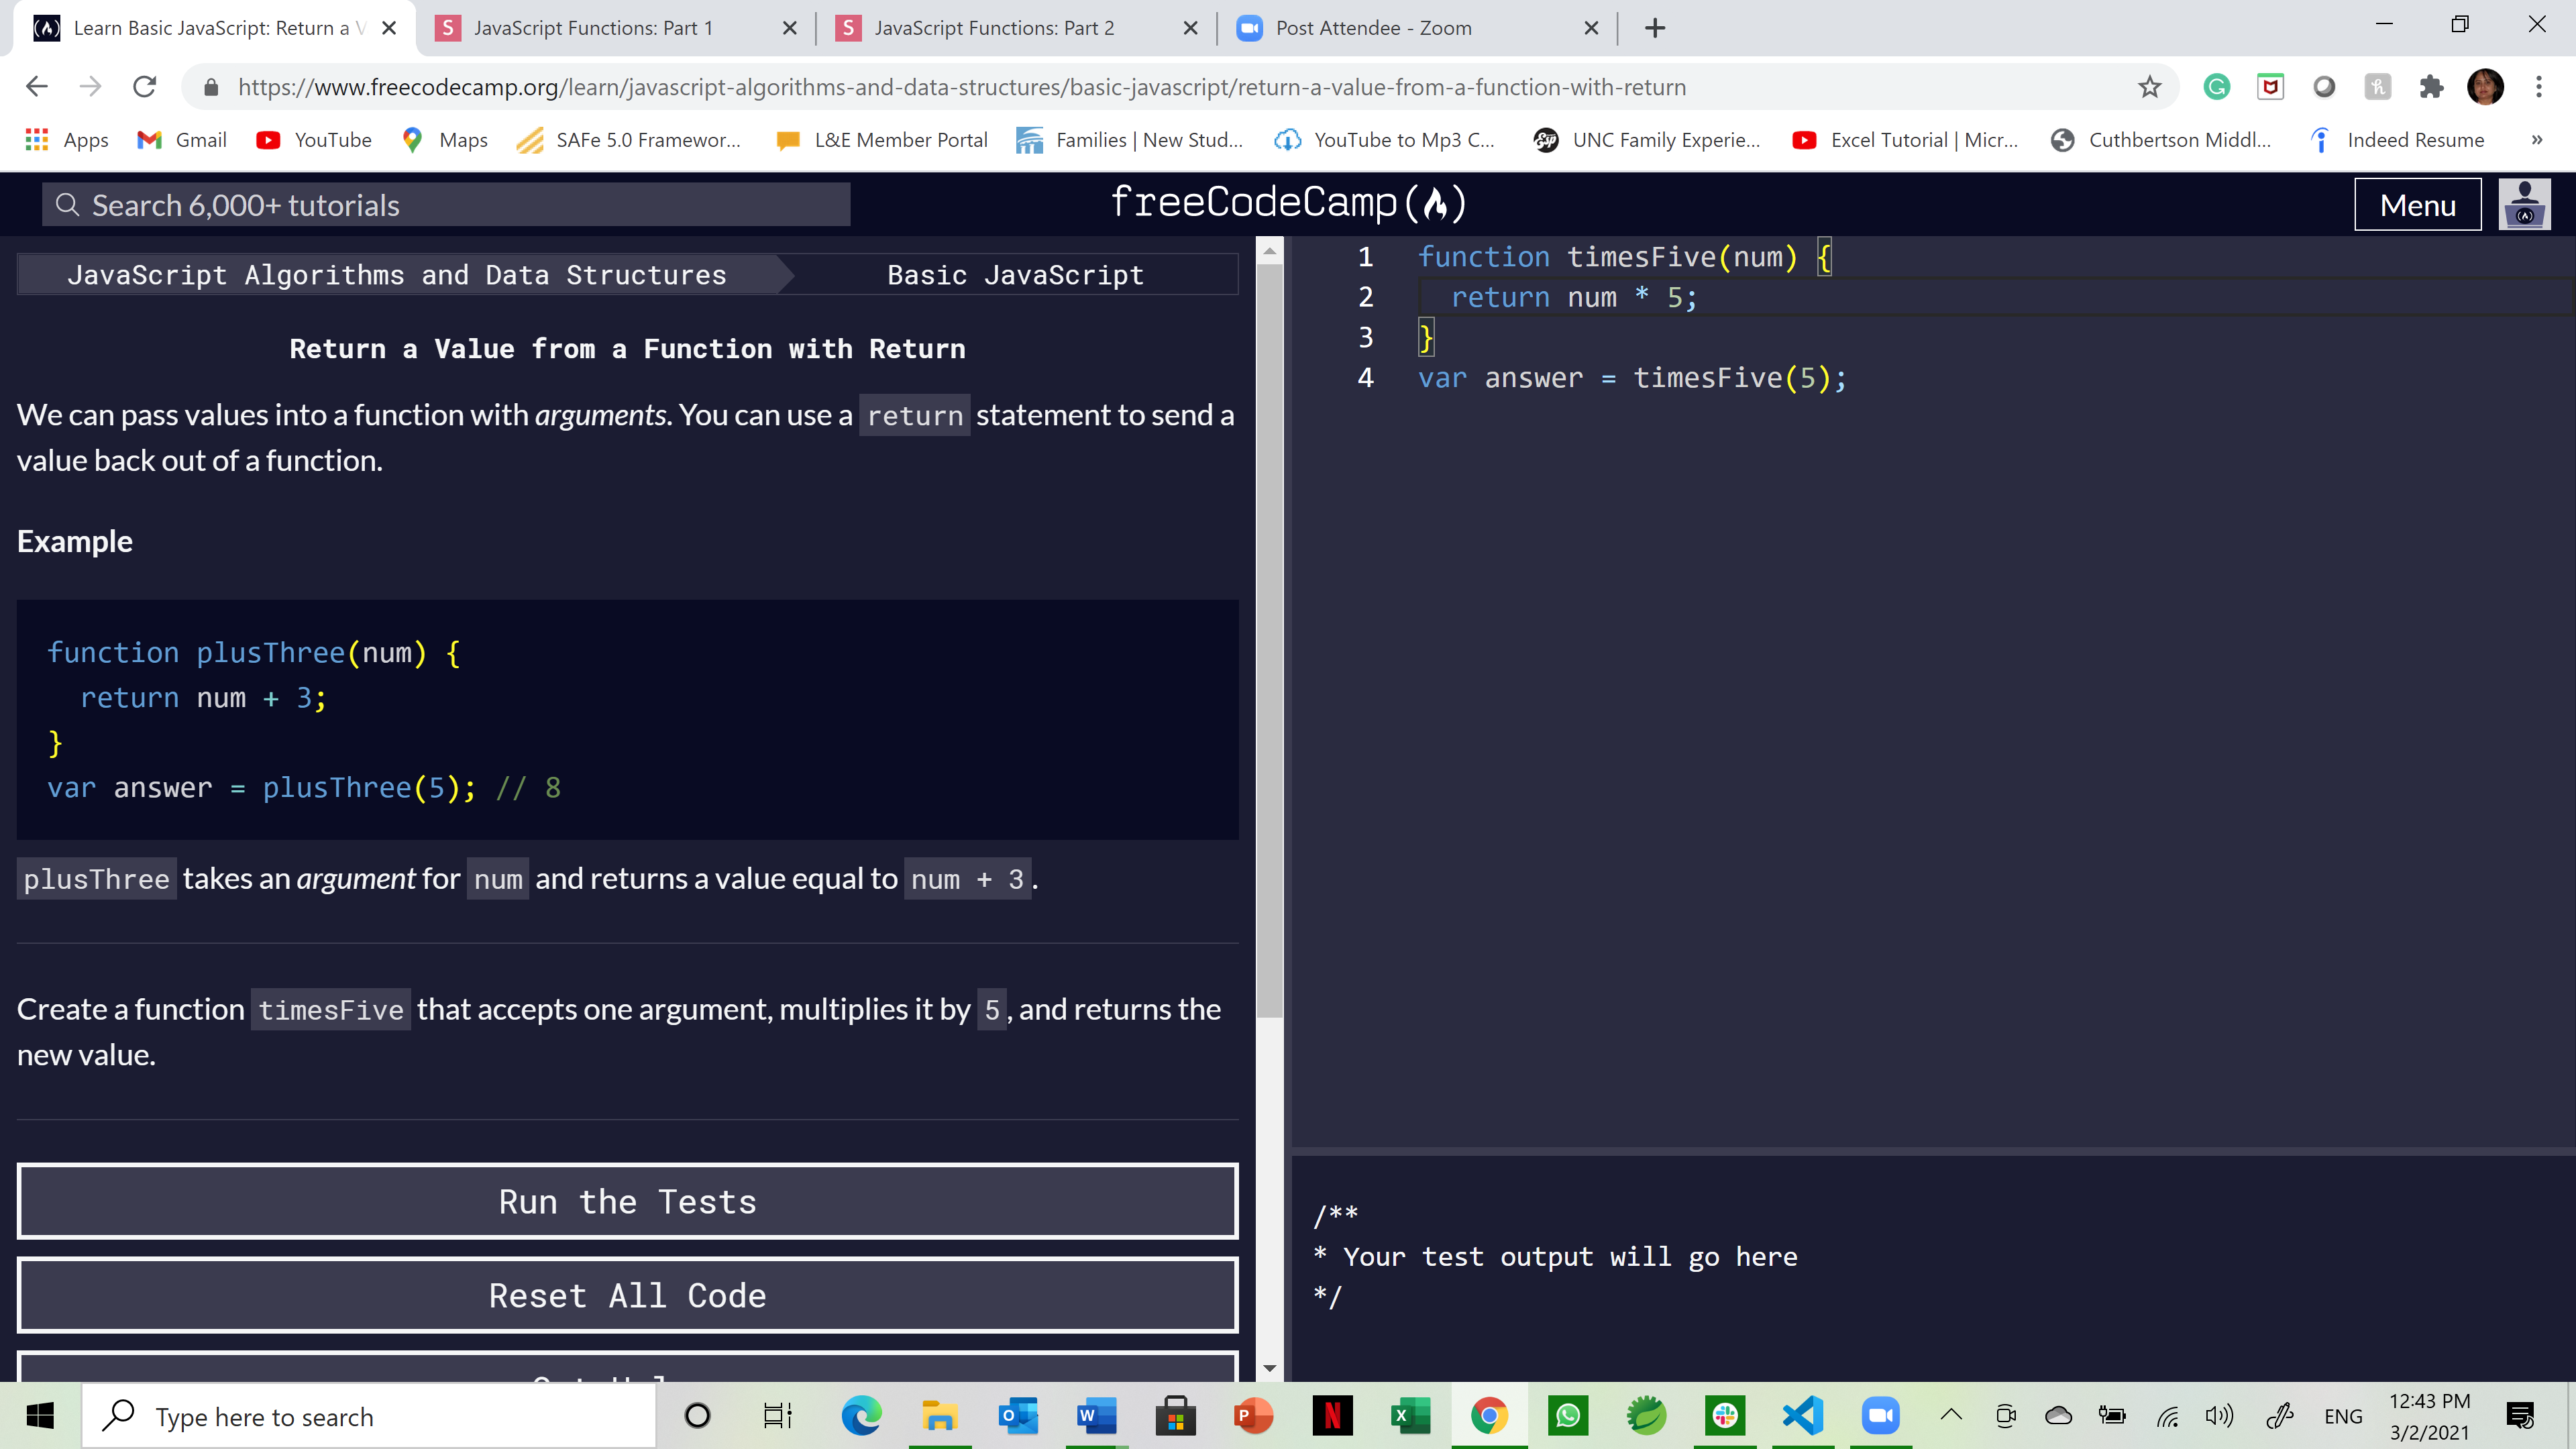 Learn Basic JavaScript: Return a V
JavaScript Functions: Part 1
JavaScript Functions: Part 2
Post Attendee - Zoom
https://www.freecodecamp.org/learn/javascript-algorithms-and-data-structures/basic-javascript/return-a-value-from-a-function-with-return
Apps
Gmail
YouTube
Maps
SAFe 5.0 Framewor...
L&E Member Portal
Families | New Stud...
YouTube to Mp3 C...
UNC Family Experie...
Excel Tutorial | Micr...
Cuthbertson Middl...
Indeed Resume
»
Search 6,000+ tutorials
freeCodeCamp
Menu
JavaScript Algorithms and Data Structures
Basic JavaScript
Return a Value from a Function with Return
We can pass values into a function with arguments. You can use a return statement to send a
value back out of a function.
Example
function plusThree(num) {
return num + 3;
}
var answer = plusThree(5); // 8
plusThree takes an argument for num and returns a value equal to num + 3.
Create a function timesFive that accepts one argument, multiplies it by 5, and returns the
new value.
Run the Tests
Reset All Code
1 function timesFive(num) {
2 return num * 5;
3 }
4 var answer = timesFive(5);
/**
* Your test output will go here
*/
Type here to search
ENG
12:43 PM
3/2/2021